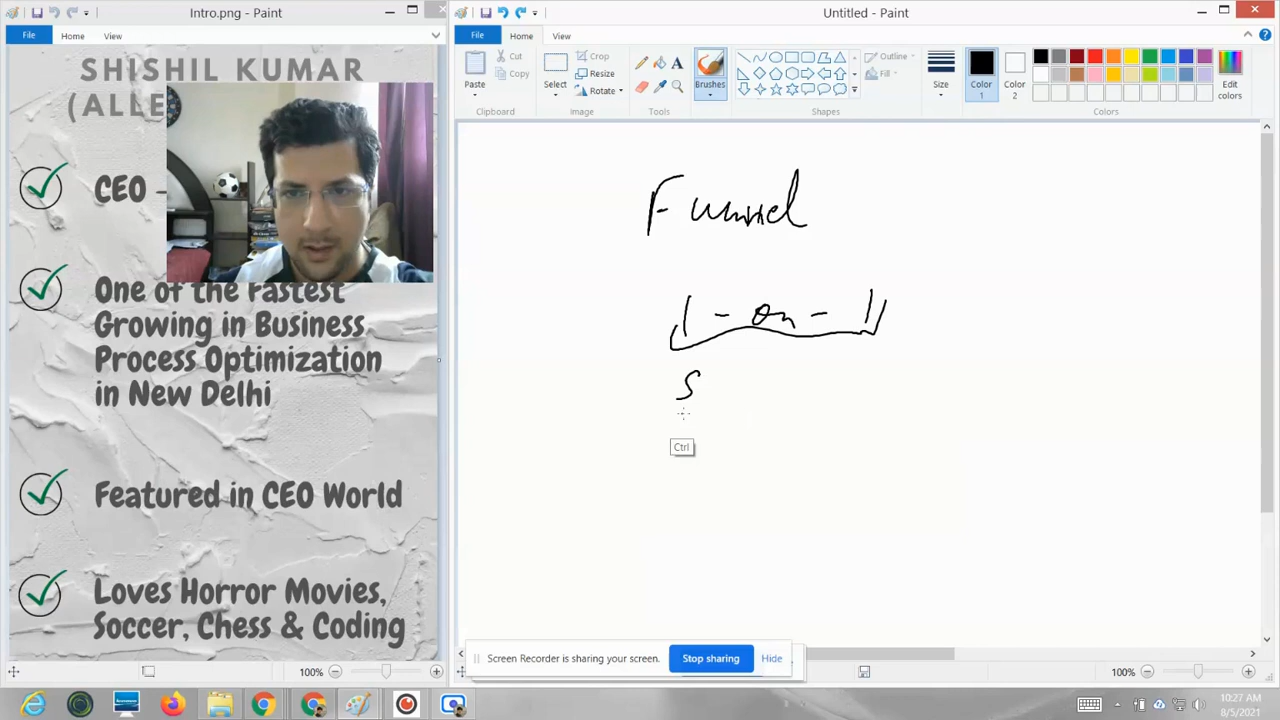 Intro.png - Paint
File
Home
View
SHISHIL KUMAR
(ALLE
CEO -
One of the Fastest
Growing in Business
Process Optimization
in New Delhi
Featured in CEO World
Loves Horror Movies,
Soccer, Chess & Coding
100%
Untitled - Paint
File
Home
View
Paste
Cut
Copy
Clipboard
Select
Crop
Resize
Rotate
Image
A
Tools
Brushes
Outline
Fill
Shapes
Size
Color
1
Color
2
Edit
colors
Colors
Funnel
1 - on - 1
S
Ctrl
Screen Recorder is sharing your screen.
Stop sharing
Hide
100%
10:27 AM
8/5/2021